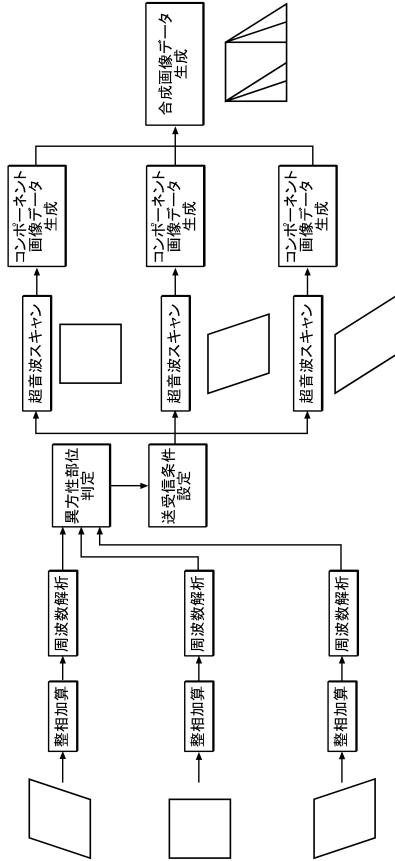 整相加算
周波数解析
整相加算
周波数解析
整相加算
周波数解析
異方性部位
判定
送受信条件
設定
超音波スキャン
コンポーネント
画像データ
生成
超音波スキャン
コンポーネント
画像データ
生成
超音波スキャン
コンポーネント
画像データ
生成
合成画像データ
生成